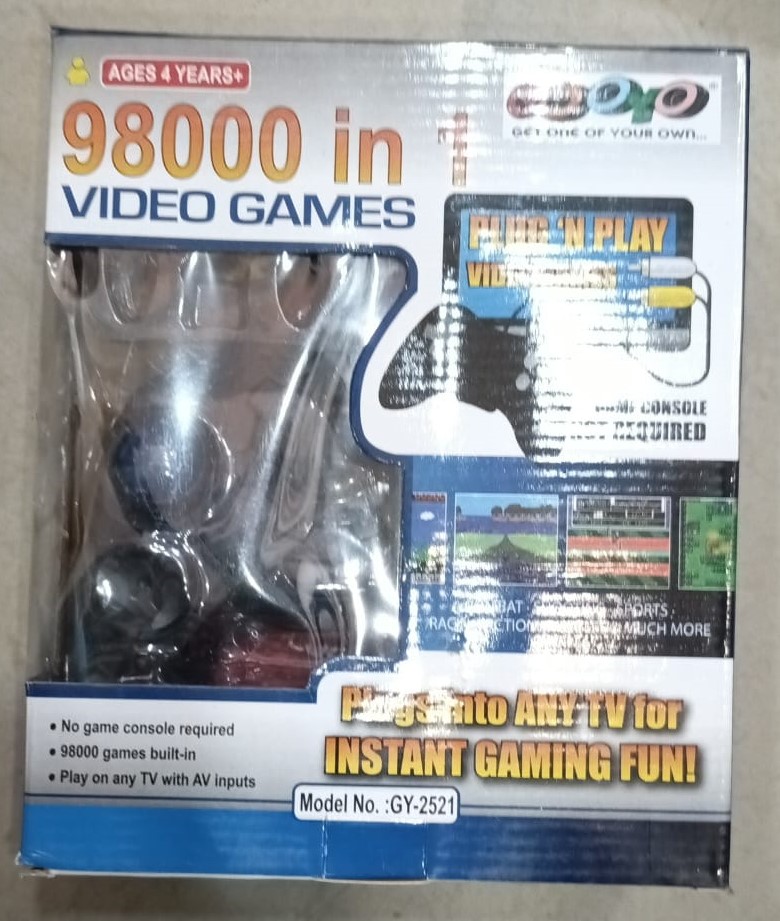 AGES 4 YEARS+
98000 in 1
VIDEO GAMES
GET ONE OF YOUR OWN...
PLUG 'N PLAY
CONSOLE
REQUIRED
SPORTS
MUCH MORE
Plugs into ANY TV for
INSTANT GAMING FUN!
• No game console required
• 98000 games built-in
• Play on any TV with AV inputs
Model No. :GY-2521